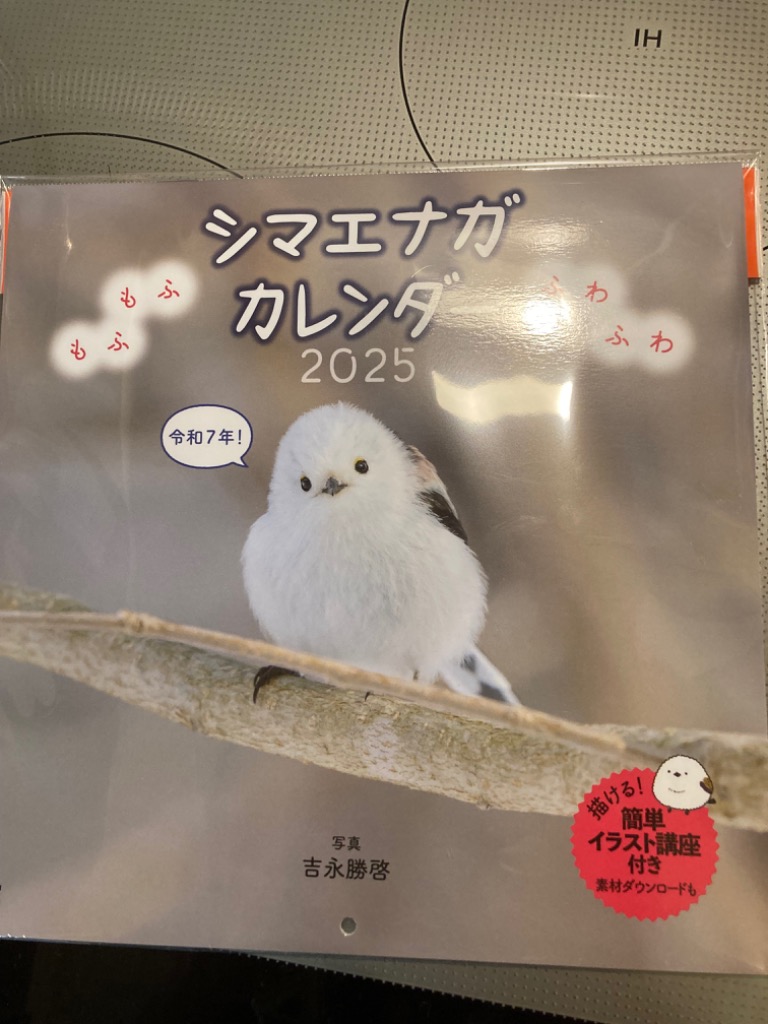 IH
シマエナガ
カレンダー
2025
もふ
もふ
ふわ
ふわ
令和7年!
描ける!
簡単
イラスト講座
付き
素材ダウンロードも
写真
吉永勝啓